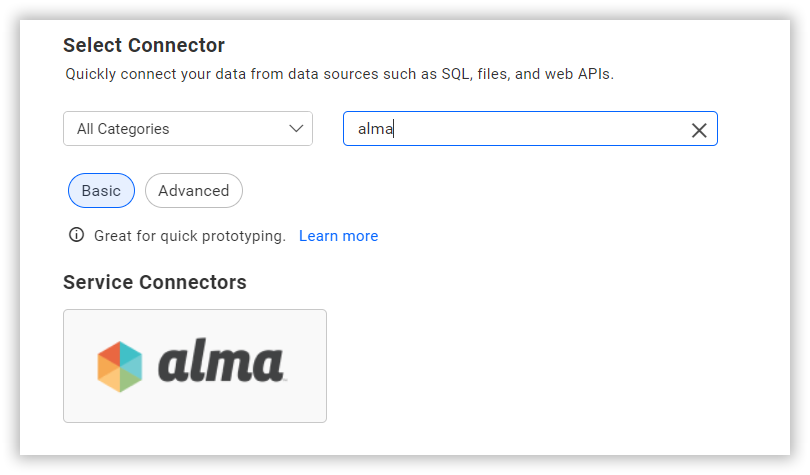 Select Connector
Quickly connect your data from data sources such as SQL, files, and web APIs.
All Categories
alma
Basic
Advanced
Great for quick prototyping. Learn more
Service Connectors
alma